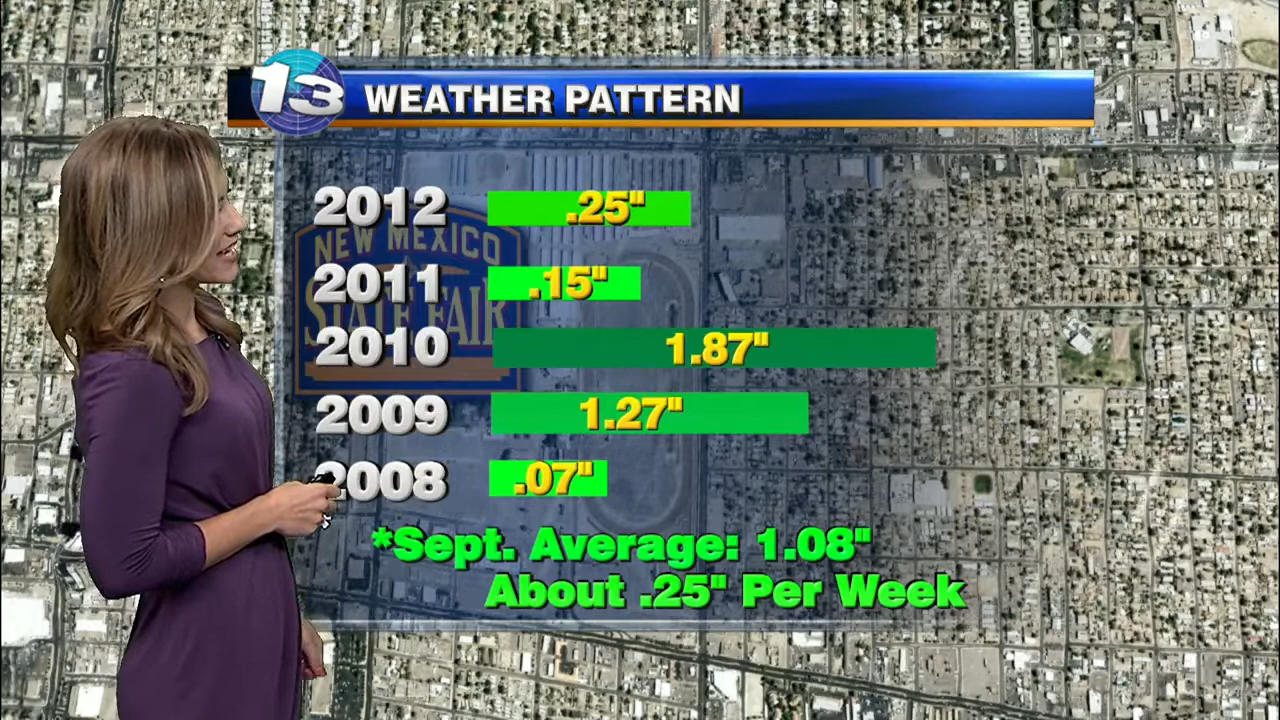 13 WEATHER PATTERN
NEW MEXICO
STATE FAIR
2012 .25"
2011 .15"
2010 1.87"
2009 1.27"
2008 .07"
*Sept. Average: 1.08"
About .25" Per Week